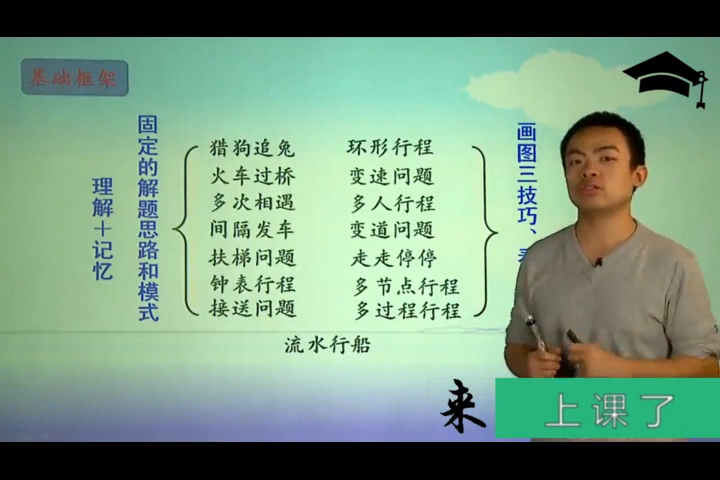 基础框架
理解＋记忆
固定的解题思路和模式
猎狗追兔
火车过桥
多次相遇
间隔发车
扶梯问题
钟表行程
接送问题
环形行程
变速问题
多人行程
变道问题
走走停停
多节点行程
多过程行程
流水行船
画图三技巧、
来
上课了